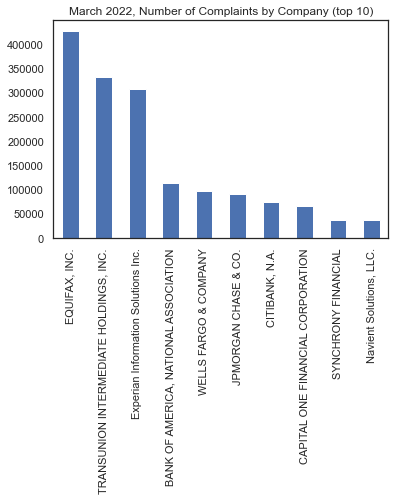 March 2022, Number of Complaints by Company (top 10)
400000
350000
300000
250000
200000
150000
100000
50000
0
EQUIFAX, INC.
TRANSUNION INTERMEDIATE HOLDINGS, INC.
Experian Information Solutions Inc.
BANK OF AMERICA, NATIONAL ASSOCIATION
WELLS FARGO & COMPANY
JPMORGAN CHASE & CO.
CITIBANK, N.A.
CAPITAL ONE FINANCIAL CORPORATION
SYNCHRONY FINANCIAL
Navient Solutions, LLC.